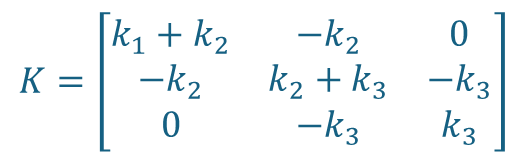 k₁ + k₂ −k₂ 0
K = −k₂ k₂ + k₃ −k₃
0 −k₃ k₃